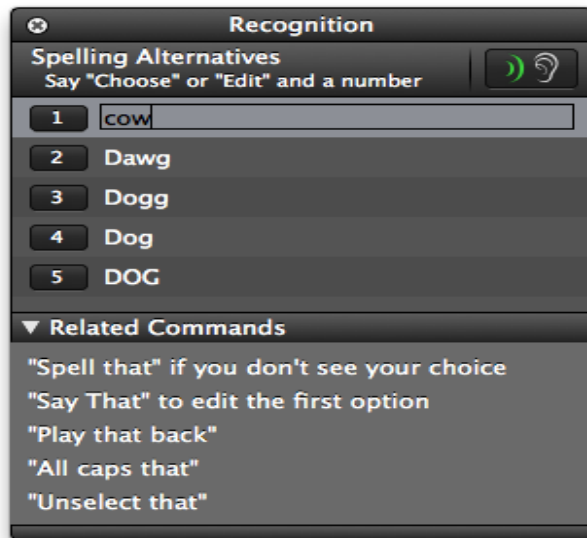 Recognition
Spelling Alternatives
Say "Choose" or "Edit" and a number
1 cow
2 Dawg
3 Dogg
4 Dog
5 DOG
Related Commands
"Spell that" if you don't see your choice
"Say That" to edit the first option
"Play that back"
"All caps that"
"Unselect that"